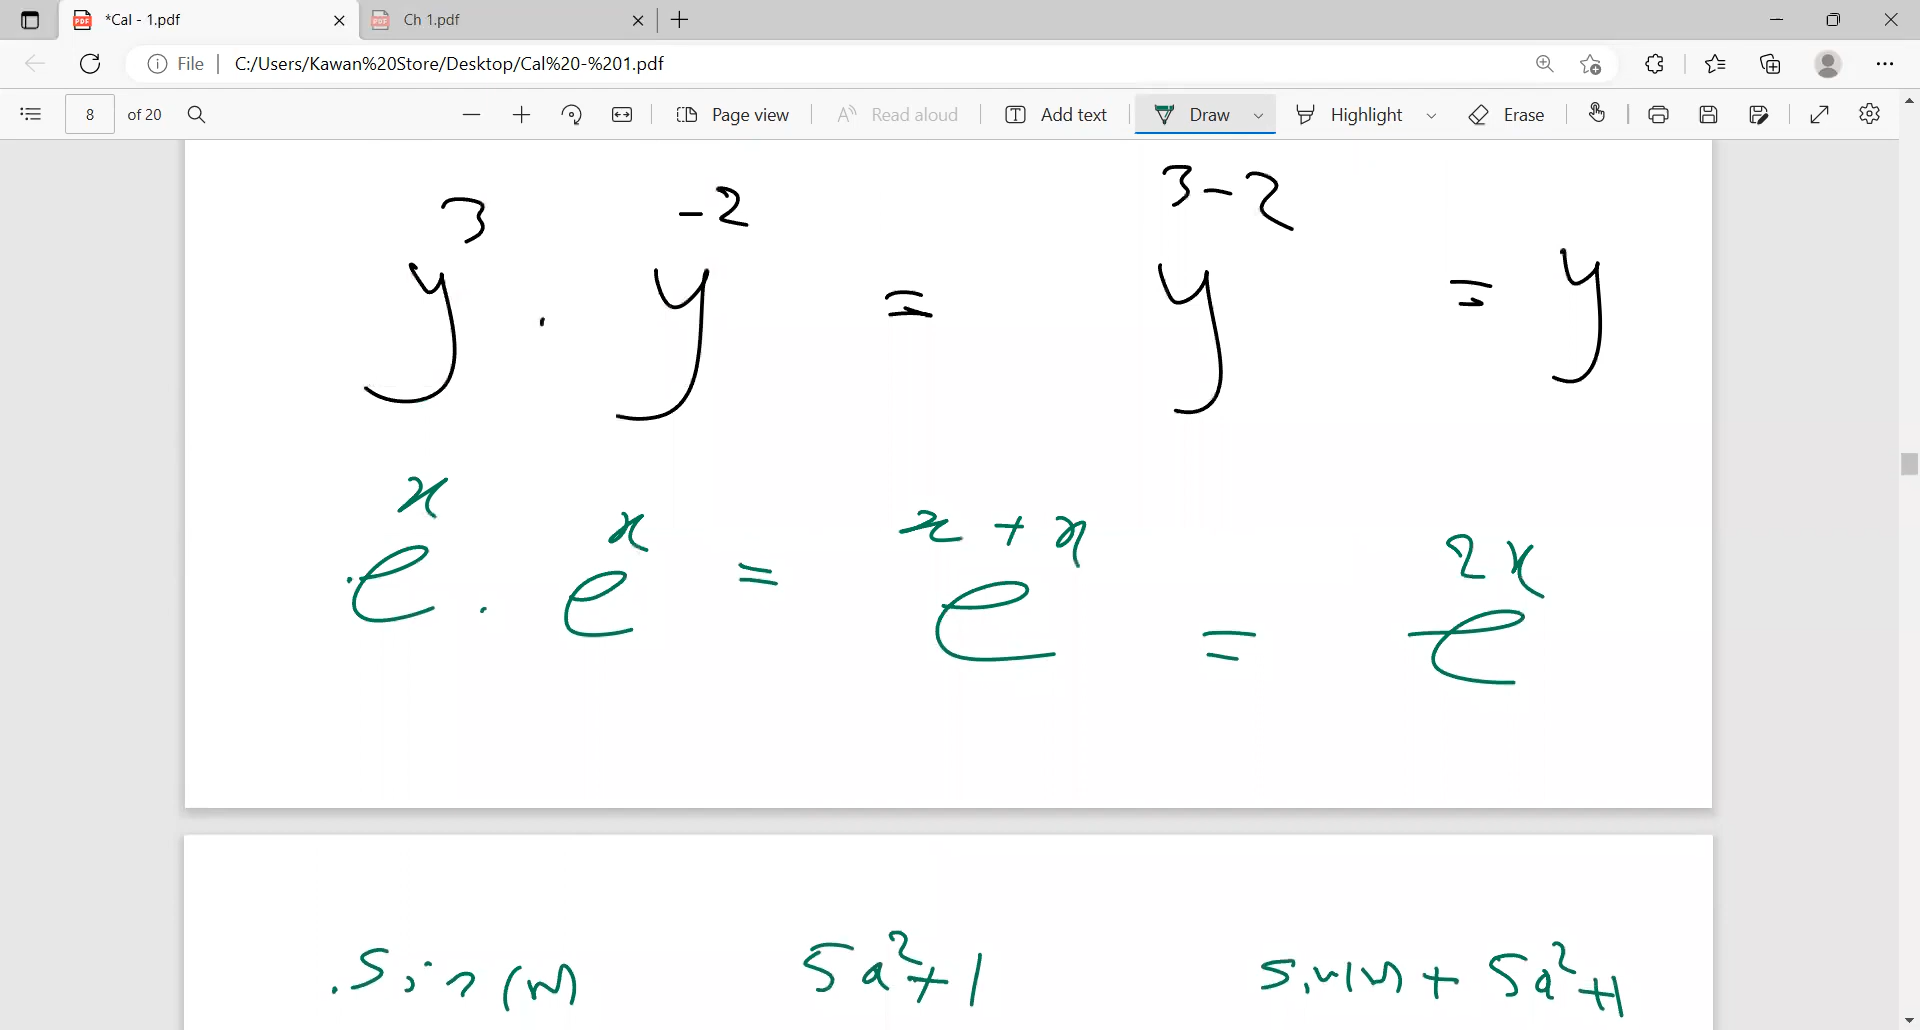 *Cal - 1.pdf Ch 1.pdf
File C:/Users/Kawan%20Store/Desktop/Cal%20-%201.pdf
8 of 20 Page view Read aloud Add text Draw Highlight Erase
y³ · y⁻² = y³⁻² = y
eˣ · eˣ = eˣ⁺ˣ = e²ˣ
5a²+1 + 5a²+1